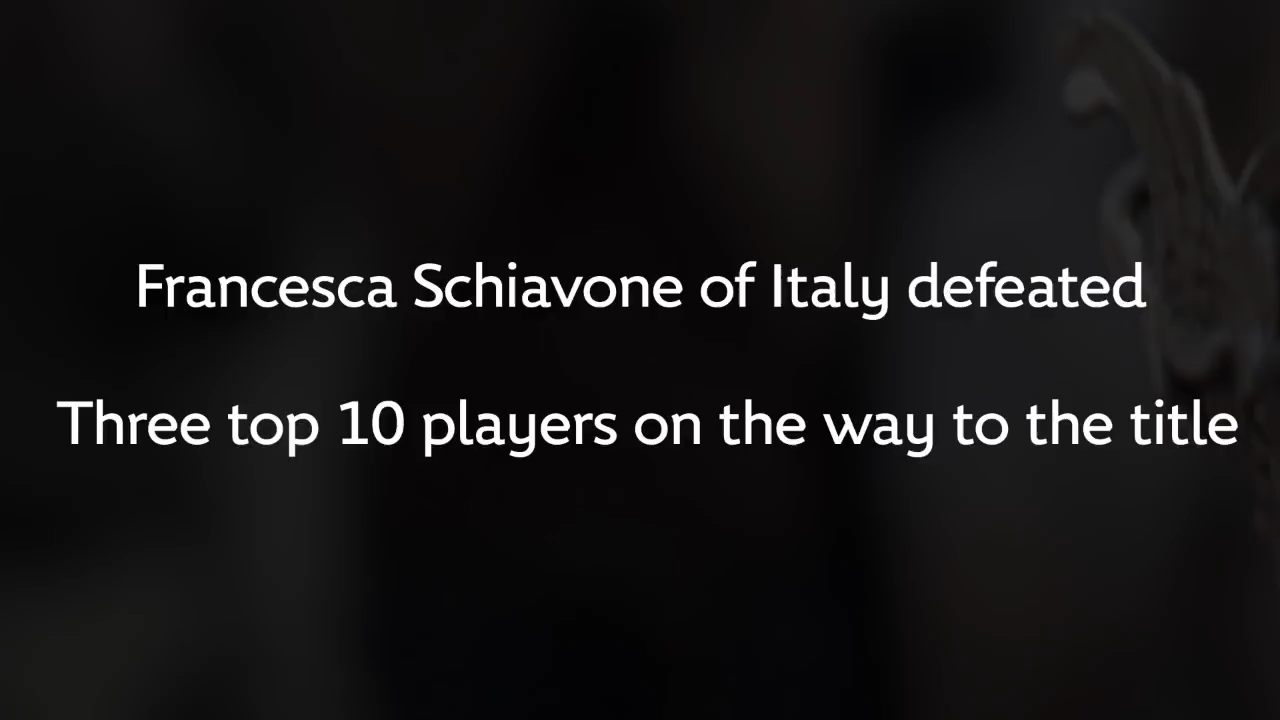 Francesca Schiavone of Italy defeated
Three top 10 players on the way to the title